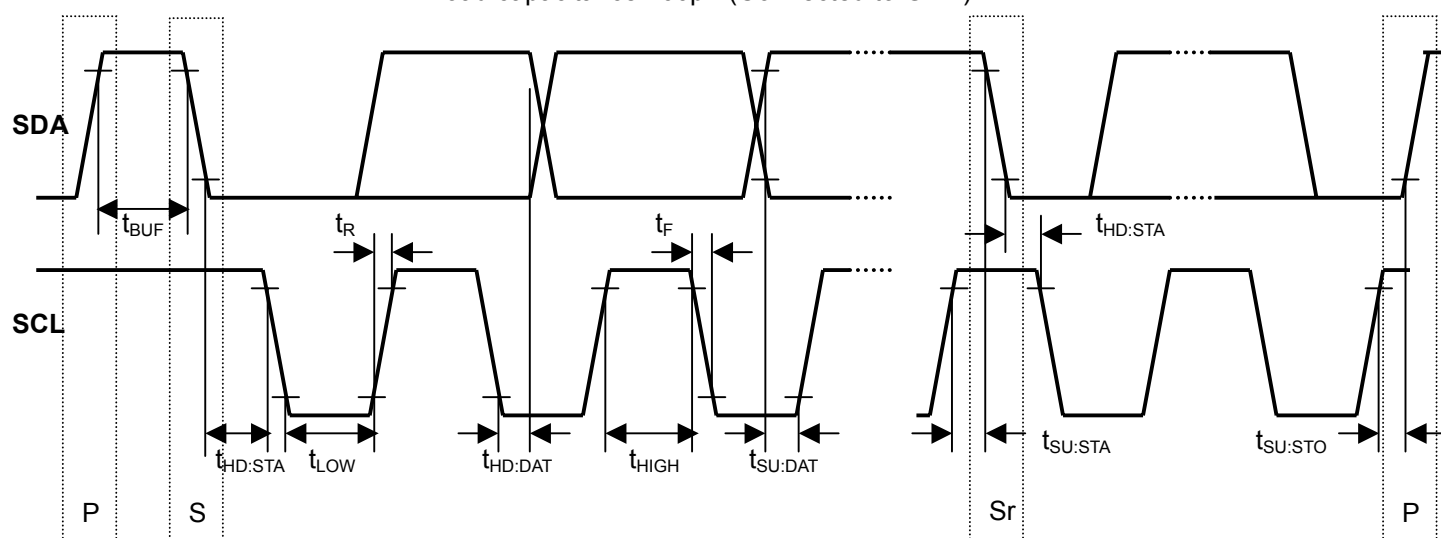 SDA
tBUF
tR
tF
tHD:STA
SCL
tHD:STA
tLOW
tHD:DAT
tHIGH
tSU:DAT
tSU:STA
tSU:STO
P
S
Sr
P